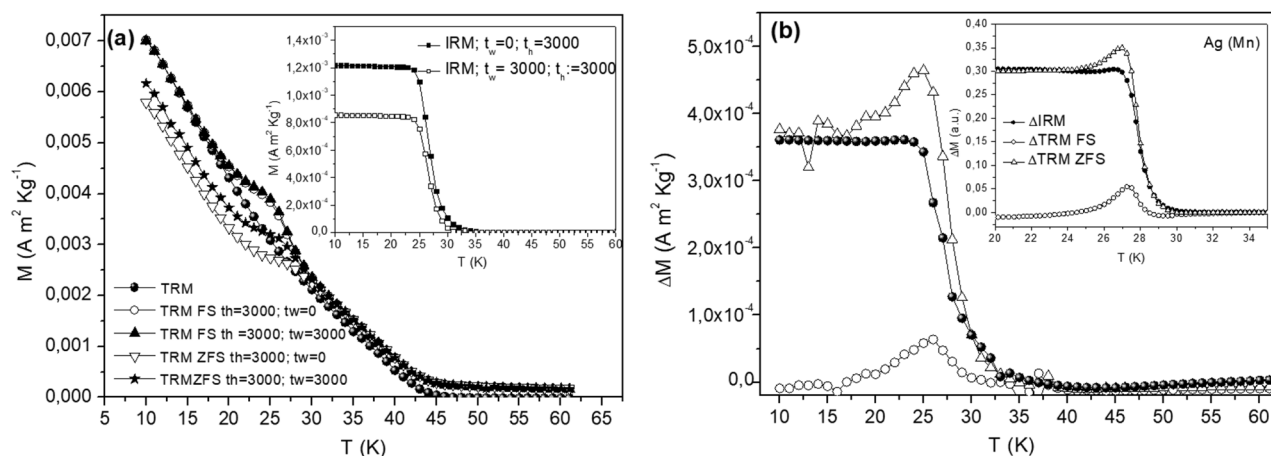 (a)
0,007
0,006
0,005
0,004
0,003
0,002
0,001
0,000
M (A m² Kg⁻¹)
5 10 15 20 25 30 35 40 45 50 55 60 65
T (K)
TRM
TRM FS th=3000; tw=0
TRM FS th =3000; tw=3000
TRM ZFS th=3000; tw=0
TRMZFS th=3000; tw=3000
1,4x10⁻³
1,2x10⁻³
1,0x10⁻³
8,0x10⁻⁴
6,0x10⁻⁴
4,0x10⁻⁴
2,0x10⁻⁴
0,0
M (A m² Kg⁻¹)
10 15 20 25 30 35 40 45 50 55 60
T (K)
IRM; t_w=0; t_h=3000
IRM; t_w= 3000; t_h:=3000
(b)
5,0x10⁻⁴
4,0x10⁻⁴
3,0x10⁻⁴
2,0x10⁻⁴
1,0x10⁻⁴
0,0
ΔM (A m² Kg⁻¹)
10 15 20 25 30 35 40 45 50 55 60
T (K)
Ag (Mn)
0,40
0,35
0,30
0,25
0,20
0,15
0,10
0,05
0,00
ΔM (a.u.)
20 22 24 26 28 30 32 34
T (K)
ΔIRM
ΔTRM FS
ΔTRM ZFS